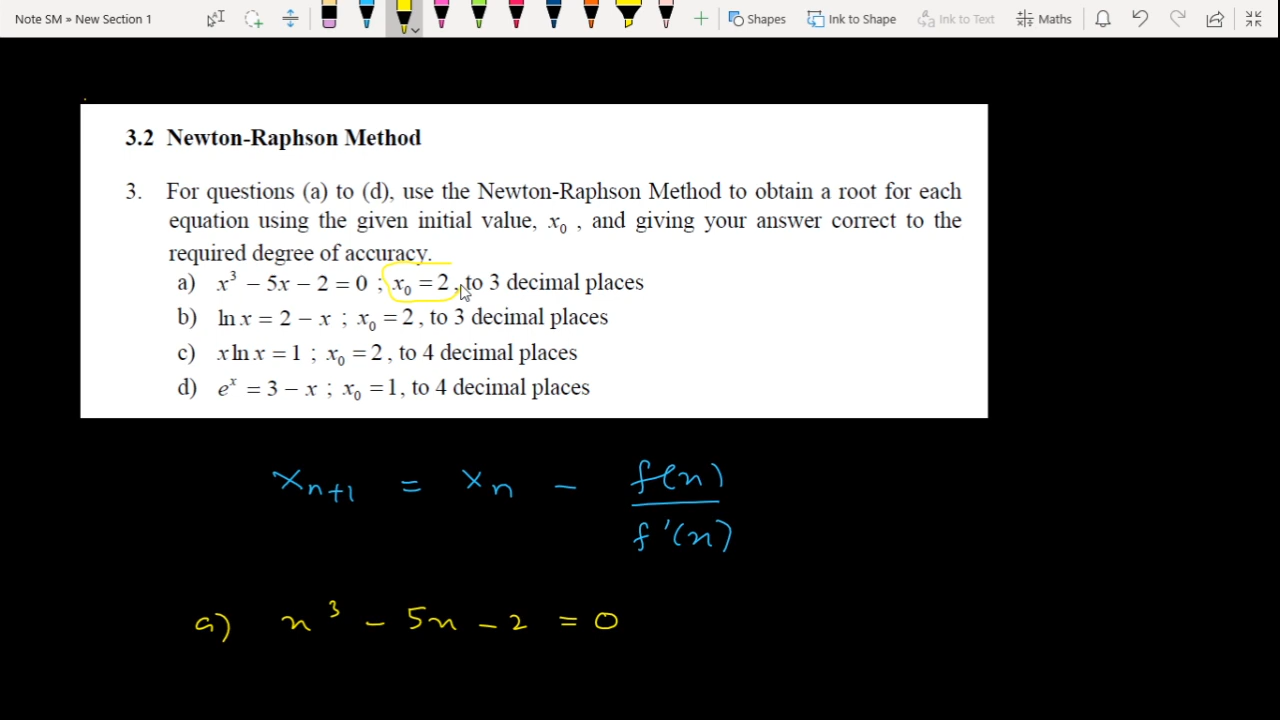 Note SM » New Section 1
Shapes
Ink to Shape
Ink to Text
Maths
3.2 Newton-Raphson Method
3. For questions (a) to (d), use the Newton-Raphson Method to obtain a root for each
equation using the given initial value, x₀ , and giving your answer correct to the
required degree of accuracy.
a) x³ − 5x − 2 = 0 ; x₀ = 2 , to 3 decimal places
b) ln x = 2 − x ; x₀ = 2 , to 3 decimal places
c) x ln x = 1 ; x₀ = 2 , to 4 decimal places
d) eˣ = 3 − x ; x₀ = 1, to 4 decimal places
xₙ₊₁ = xₙ − f(x) / f'(x)
a) x³ − 5x − 2 = 0